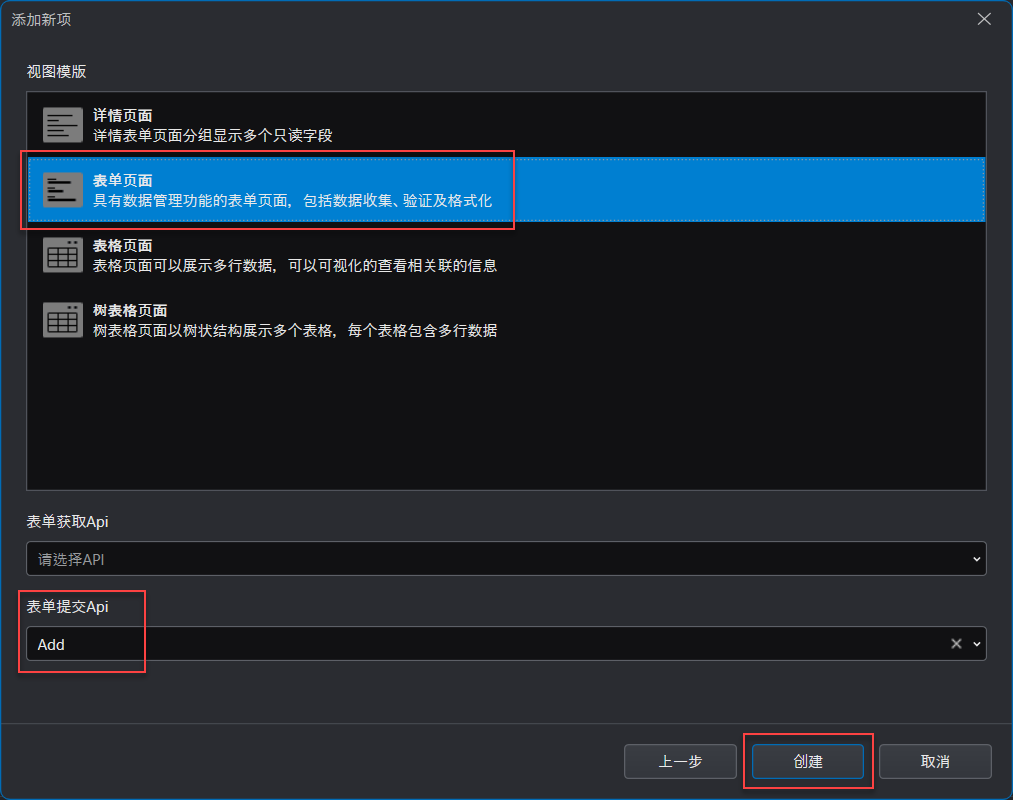 添加新项
视图模版
详情页面
详情表单页面分组显示多个只读字段
表单页面
具有数据管理功能的表单页面，包括数据收集、验证及格式化
表格页面
表格页面可以展示多行数据，可以可视化的查看相关联的信息
树表格页面
树表格页面以树状结构展示多个表格，每个表格包含多行数据
表单获取Api
请选择API
表单提交Api
Add
上一步 创建 取消